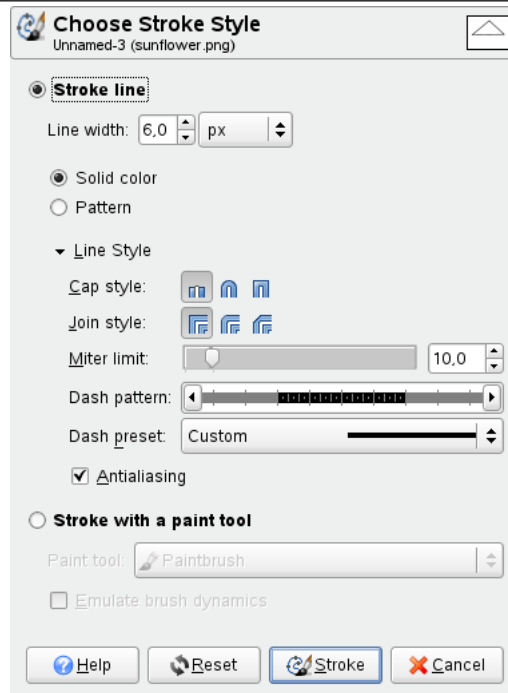 Choose Stroke Style
Unnamed-3 (sunflower.png)
Stroke line
Line width: 6,0 px
Solid color
Pattern
Line Style
Cap style:
Join style:
Miter limit: 10,0
Dash pattern:
Dash preset: Custom
Antialiasing
Stroke with a paint tool
Paint tool: Paintbrush
Emulate brush dynamics
Help Reset Stroke Cancel